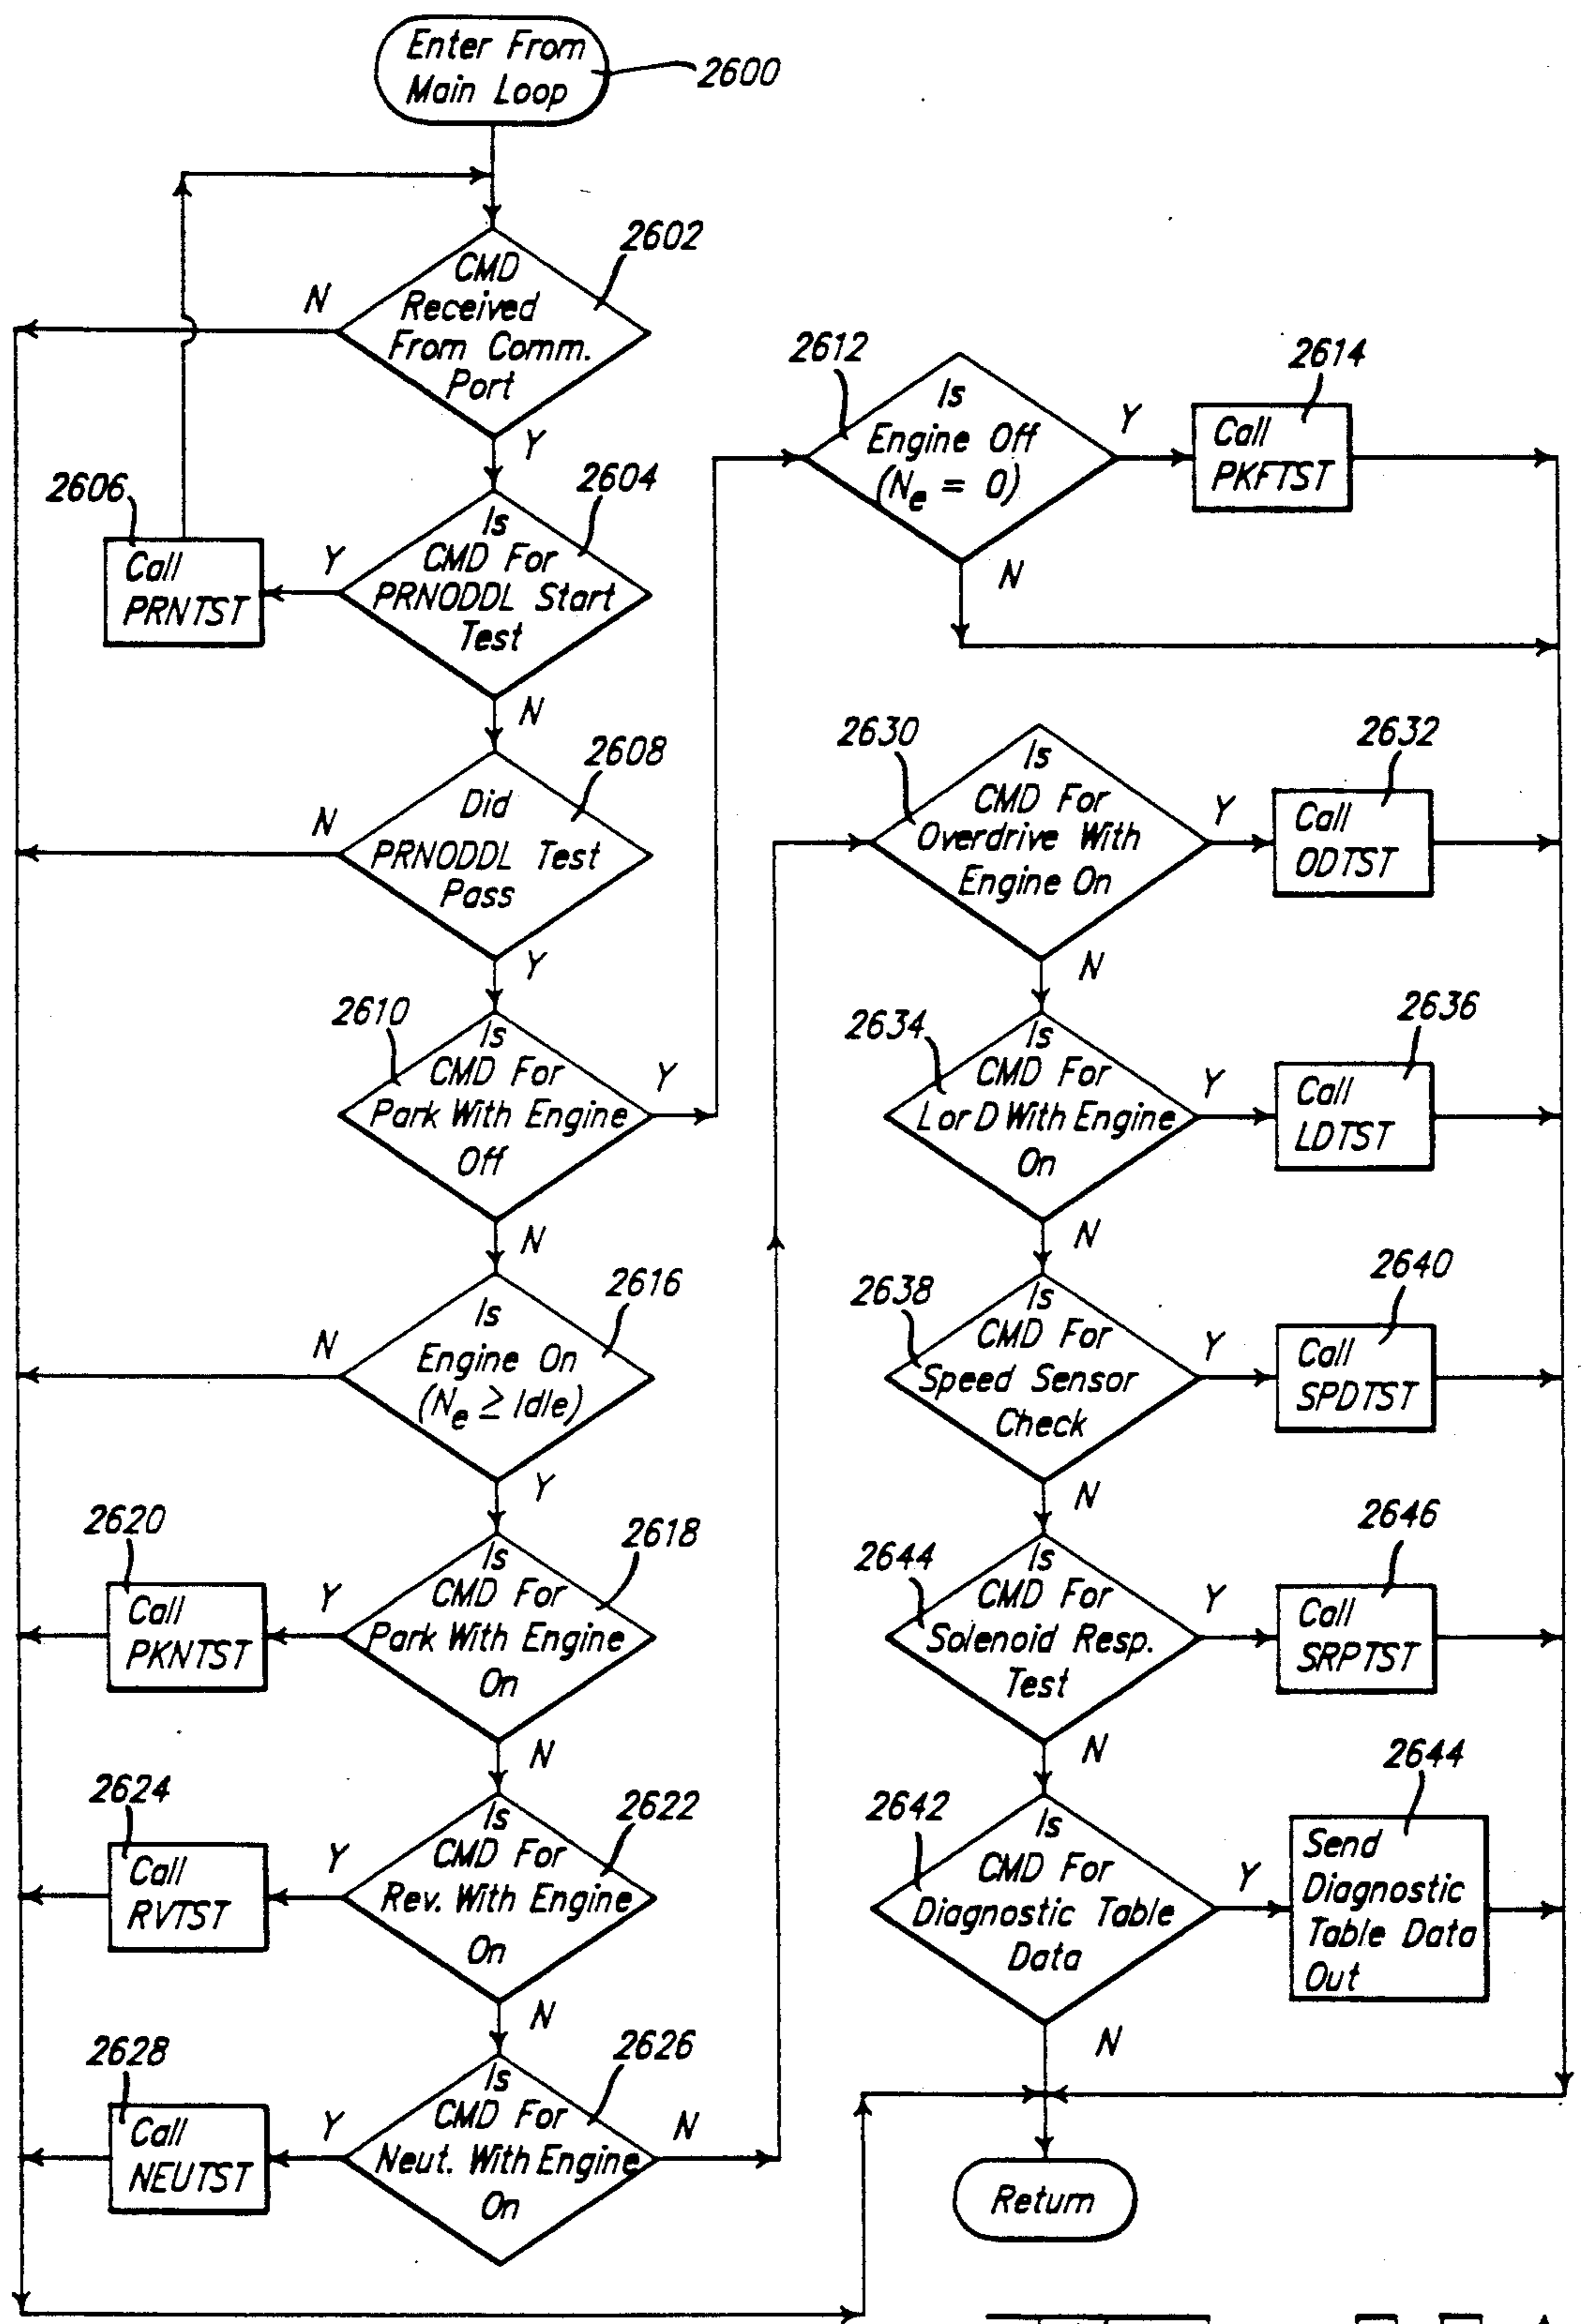 Enter From
Main Loop
2600
CMD
Received
From Comm.
Port
2602
N
Y
Is
CMD For
PRNODDL Start
Test
2604
Y
N
2606
Call
PRNTST
Did
PRNODDL Test
Pass
2608
N
Y
2610
Is
CMD For
Park With Engine
Off
Y
N
2612
Is
Engine Off
(Ne = 0)
Y
N
2614
Call
PKFTST
Is
Engine On
(Ne ≥ Idle)
2616
N
Y
Is
CMD For
Park With Engine
On
2618
Y
N
2620
Call
PKNTST
Is
CMD For
Rev. With Engine
On
2622
Y
N
2624
Call
RVTST
Is
CMD For
Neut. With Engine
On
2626
Y
N
2628
Call
NEUTST
2630
Is
CMD For
Overdrive With
Engine On
Y
N
2632
Call
ODTST
2634
Is
CMD For
L or D With Engine
On
Y
N
2636
Call
LDTST
2638
Is
CMD For
Speed Sensor
Check
Y
N
2640
Call
SPDTST
2644
Is
CMD For
Solenoid Resp.
Test
Y
N
2646
Call
SRPTST
2642
Is
CMD For
Diagnostic Table
Data
Y
N
2644
Send
Diagnostic
Table Data
Out
Return